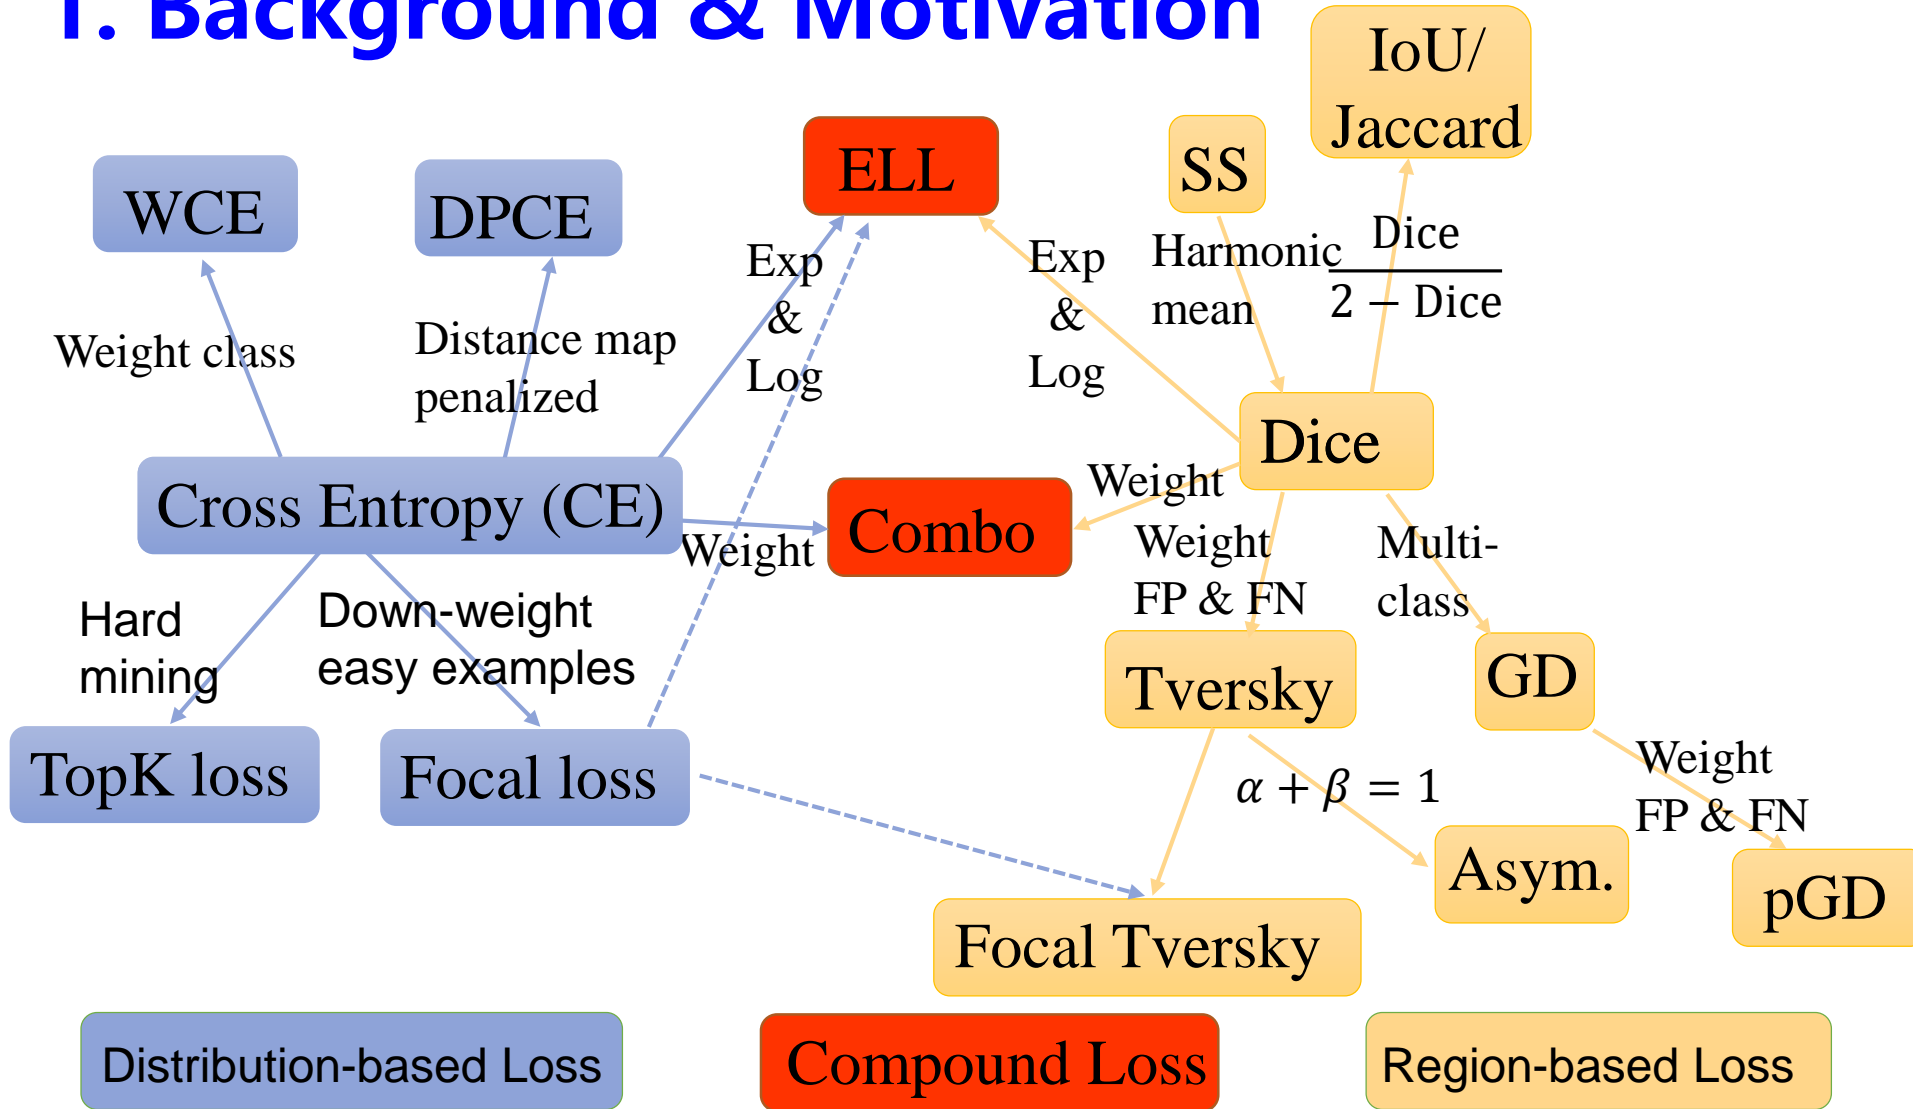 1. Background & Motivation
IoU/
Jaccard
ELL
SS
WCE
DPCE
Exp
&
Log
Exp
&
Log
Harmonic
mean
Dice
2 − Dice
Weight class
Distance map
penalized
Dice
Cross Entropy (CE)
Weight
Combo
Weight
Weight
FP & FN
Multi-
class
Hard
mining
Down-weight
easy examples
Tversky
GD
TopK loss
Focal loss
α + β = 1
Weight
FP & FN
Asym.
pGD
Focal Tversky
Distribution-based Loss
Compound Loss
Region-based Loss